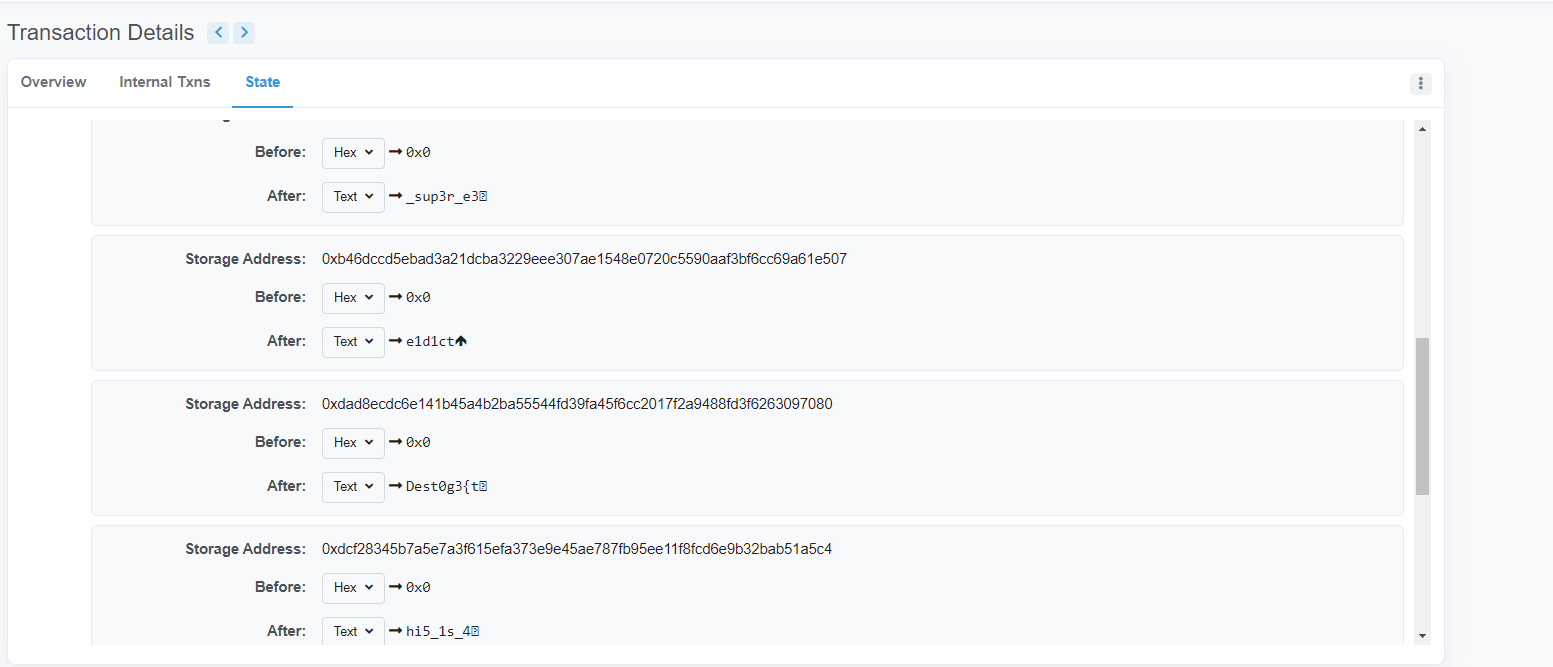 Transaction Details
Overview Internal Txns State
Before: Hex 0x0
After: Text _sup3r_e3
Storage Address: 0xb46dccd5ebad3a21dcba3229eee307ae1548e0720c5590aaf3bf6cc69a61e507
Before: Hex 0x0
After: Text e1d1ct
Storage Address: 0xdad8ecdc6e141b45a4b2ba55544fd39fa45f6cc2017f2a9488fd3f6263097080
Before: Hex 0x0
After: Text Dest0g3{t
Storage Address: 0xdcf28345b7a5e7a3f615efa373e9e45ae787fb95ee11f8fcd6e9b32bab51a5c4
Before: Hex 0x0
After: Text hi5_1s_4